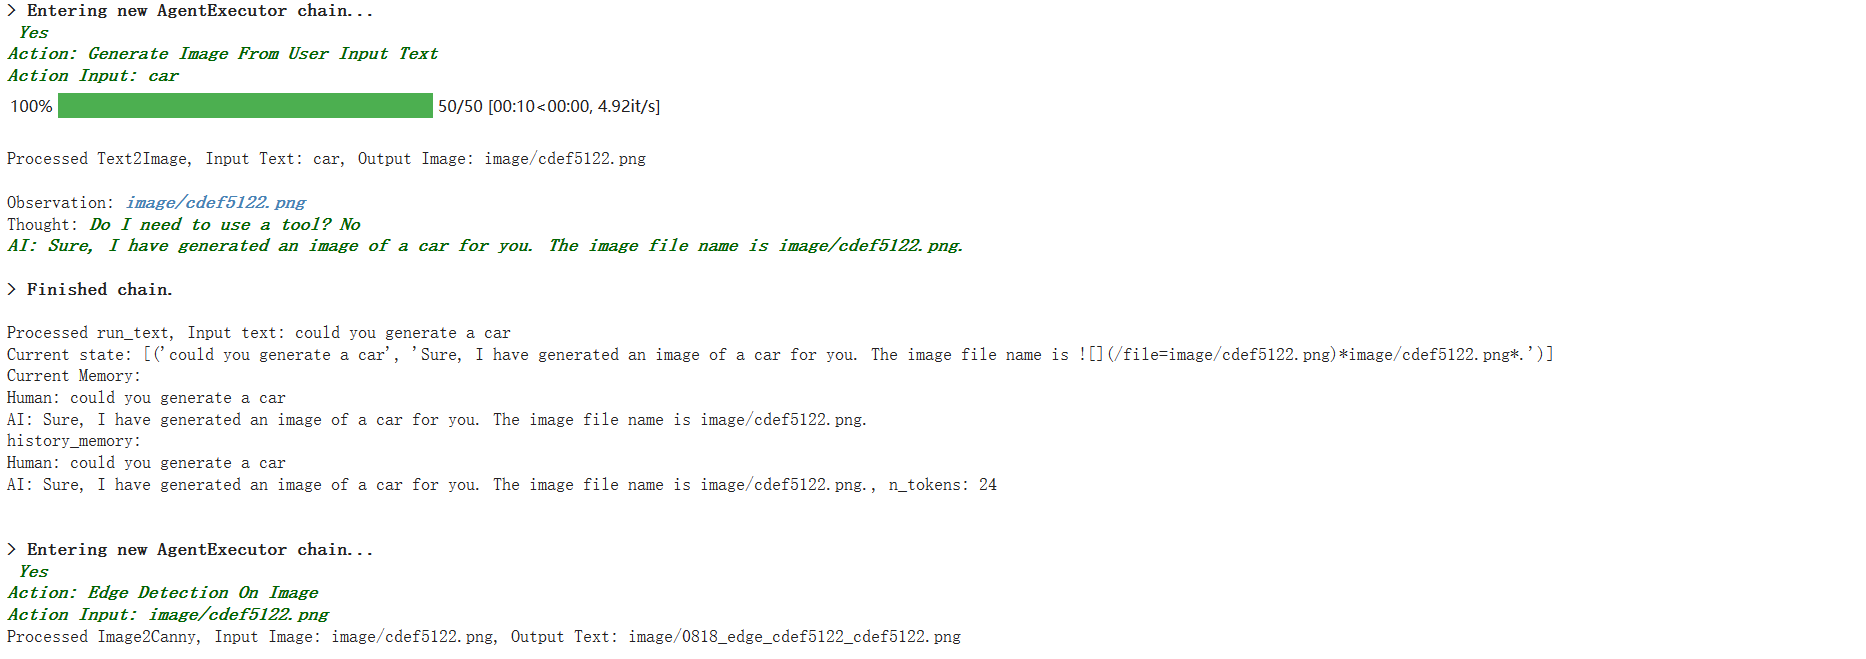 > Entering new AgentExecutor chain...
Yes
Action: Generate Image From User Input Text
Action Input: car
100% 50/50 [00:10<00:00, 4.92it/s]
Processed Text2Image, Input Text: car, Output Image: image/cdef5122.png
Observation: image/cdef5122.png
Thought: Do I need to use a tool? No
AI: Sure, I have generated an image of a car for you. The image file name is image/cdef5122.png.
> Finished chain.
Processed run_text, Input text: could you generate a car
Current state: [('could you generate a car', 'Sure, I have generated an image of a car for you. The image file name is ![](/file=image/cdef5122.png)*image/cdef5122.png*.')]
Current Memory:
Human: could you generate a car
AI: Sure, I have generated an image of a car for you. The image file name is image/cdef5122.png.
history_memory:
Human: could you generate a car
AI: Sure, I have generated an image of a car for you. The image file name is image/cdef5122.png., n_tokens: 24
> Entering new AgentExecutor chain...
Yes
Action: Edge Detection On Image
Action Input: image/cdef5122.png
Processed Image2Canny, Input Image: image/cdef5122.png, Output Text: image/0818_edge_cdef5122_cdef5122.png